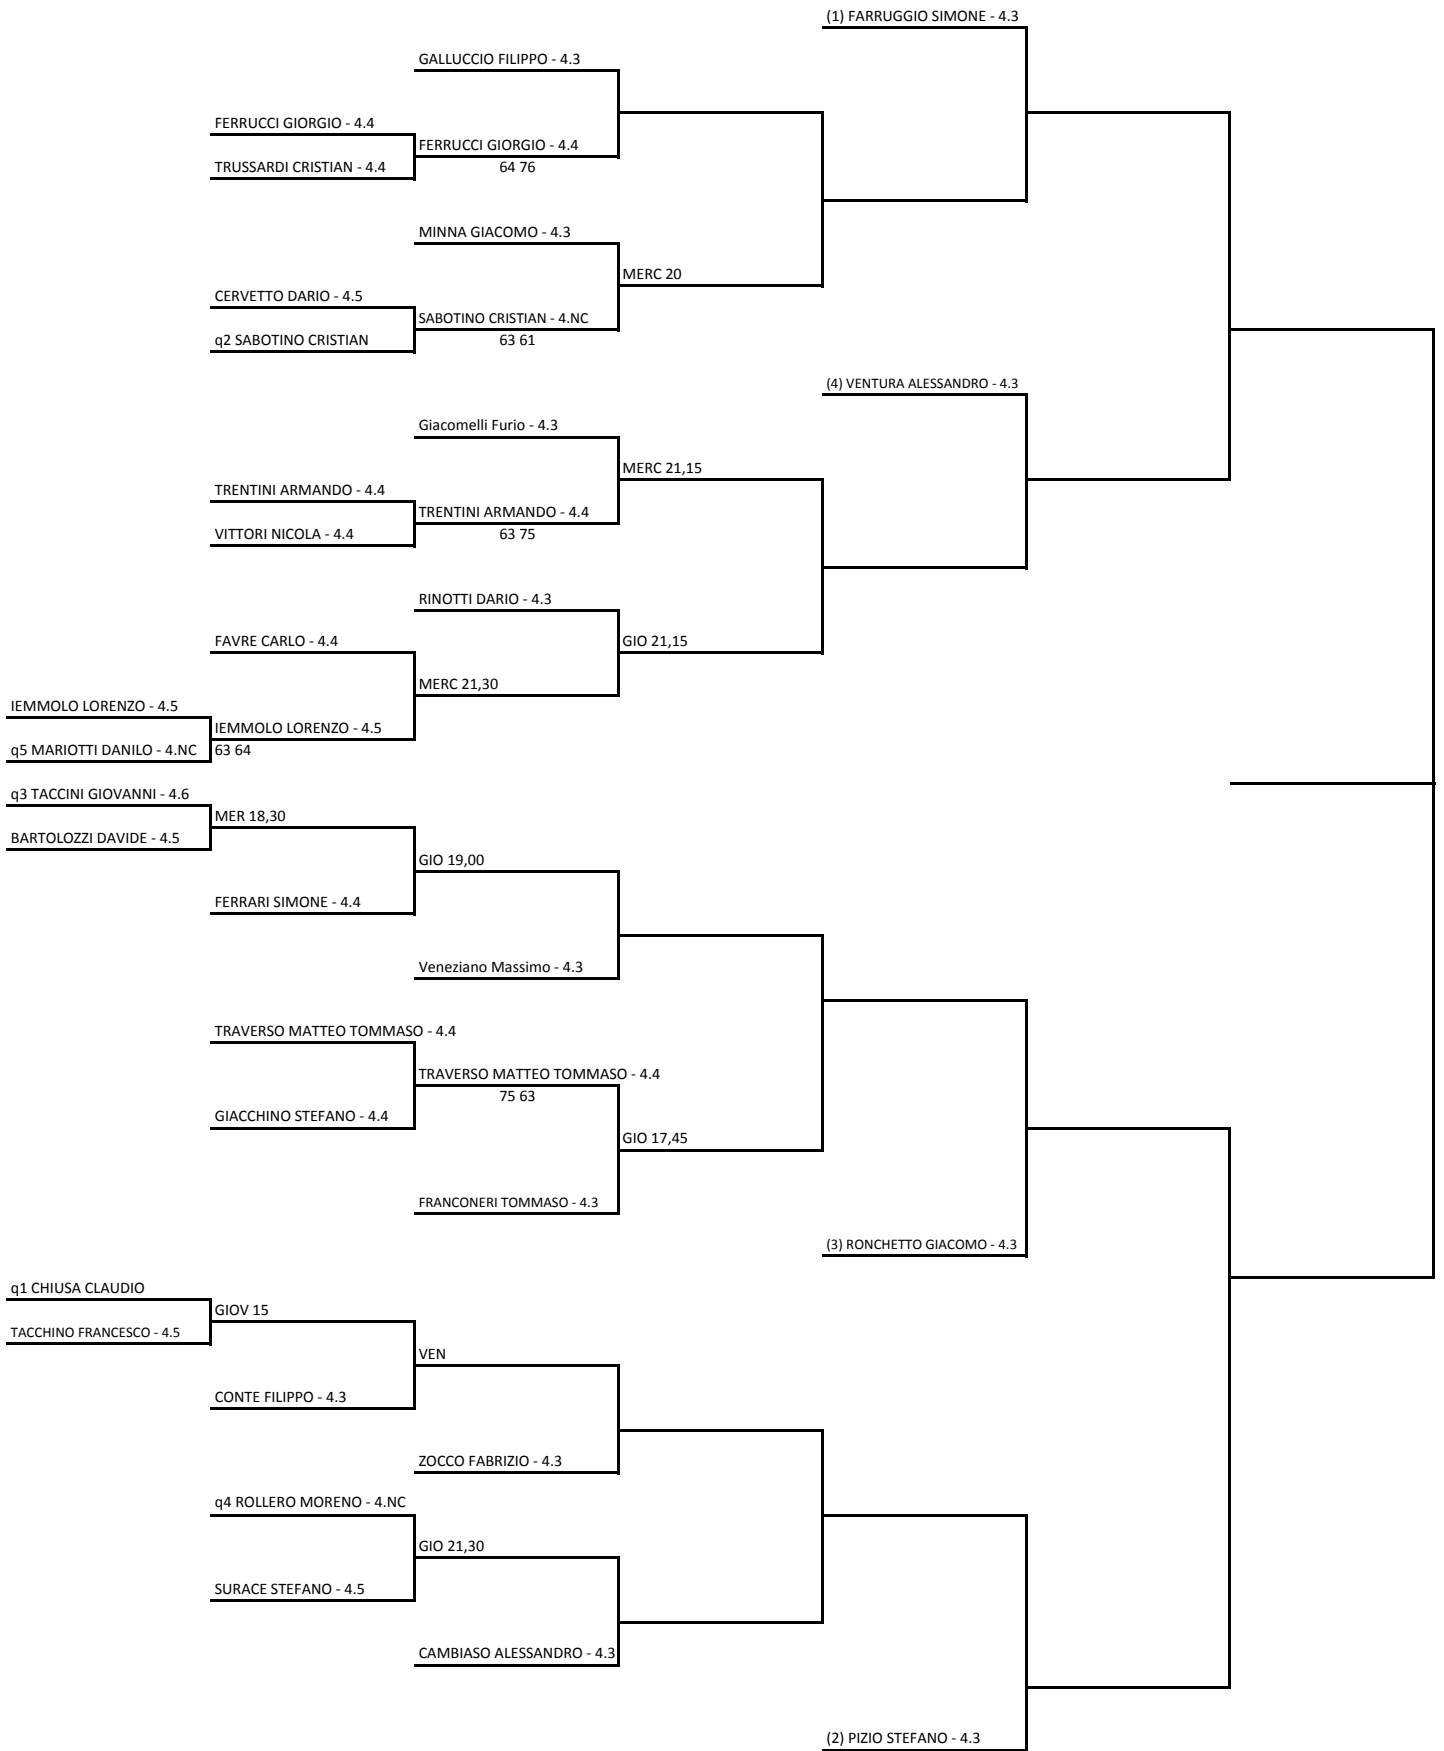 (1) FARRUGGIO SIMONE - 4.3
GALLUCCIO FILIPPO - 4.3
FERRUCCI GIORGIO - 4.4
FERRUCCI GIORGIO - 4.4
TRUSSARDI CRISTIAN - 4.4
64 76
MINNA GIACOMO - 4.3
MERC 20
CERVETTO DARIO - 4.5
SABOTINO CRISTIAN - 4.NC
q2 SABOTINO CRISTIAN
63 61
(4) VENTURA ALESSANDRO - 4.3
Giacomelli Furio - 4.3
MERC 21,15
TRENTINI ARMANDO - 4.4
TRENTINI ARMANDO - 4.4
VITTORI NICOLA - 4.4
63 75
RINOTTI DARIO - 4.3
FAVRE CARLO - 4.4
GIO 21,15
MERC 21,30
IEMMOLO LORENZO - 4.5
IEMMOLO LORENZO - 4.5
q5 MARIOTTI DANILO - 4.NC
63 64
q3 TACCINI GIOVANNI - 4.6
MER 18,30
BARTOLOZZI DAVIDE - 4.5
GIO 19,00
FERRARI SIMONE - 4.4
Veneziano Massimo - 4.3
TRAVERSO MATTEO TOMMASO - 4.4
TRAVERSO MATTEO TOMMASO - 4.4
75 63
GIACCHINO STEFANO - 4.4
GIO 17,45
FRANCONERI TOMMASO - 4.3
(3) RONCHETTO GIACOMO - 4.3
q1 CHIUSA CLAUDIO
GIOV 15
TACCHINO FRANCESCO - 4.5
VEN
CONTE FILIPPO - 4.3
ZOCCO FABRIZIO - 4.3
q4 ROLLERO MORENO - 4.NC
GIO 21,30
SURACE STEFANO - 4.5
CAMBIASO ALESSANDRO - 4.3
(2) PIZIO STEFANO - 4.3